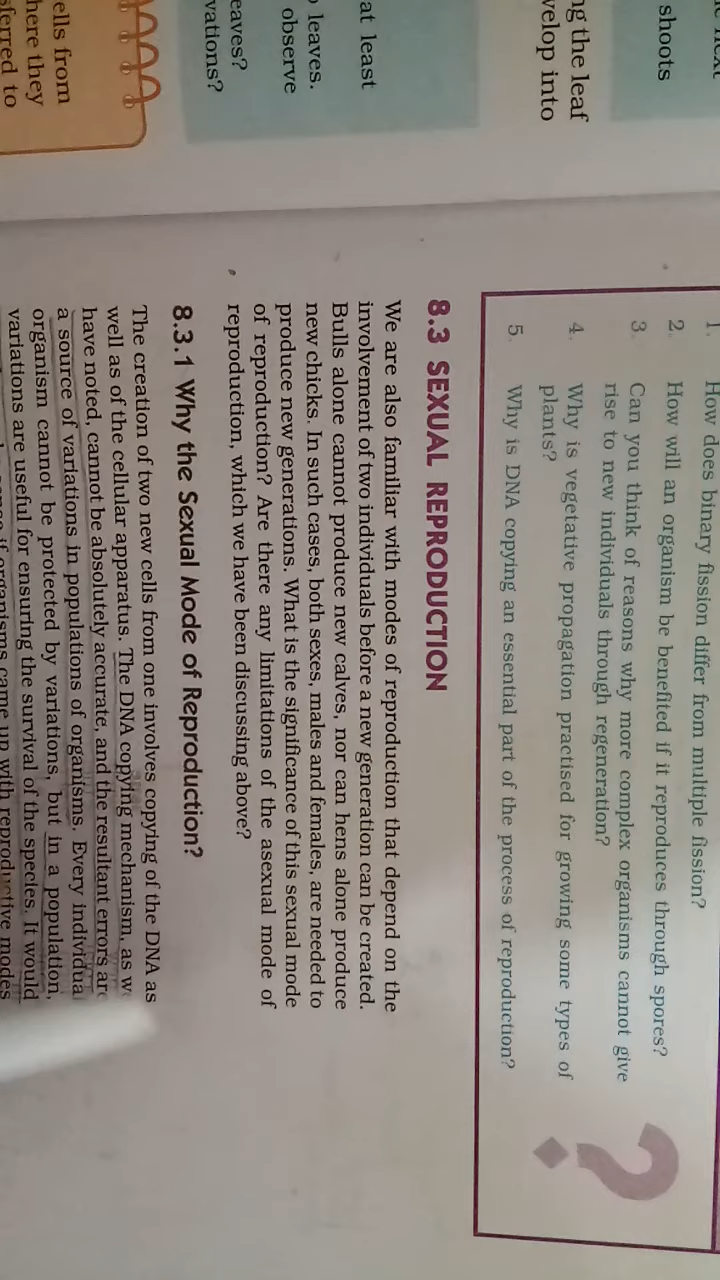 shoots
ng the leaf
velop into
at least
leaves.
observe
eaves?
vations?
ells from
here they
ferred to
1. How does binary fission differ from multiple fission?
2. How will an organism be benefited if it reproduces through spores?
3. Can you think of reasons why more complex organisms cannot give
rise to new individuals through regeneration?
4. Why is vegetative propagation practised for growing some types of
plants?
5. Why is DNA copying an essential part of the process of reproduction?
?
8.3 SEXUAL REPRODUCTION
We are also familiar with modes of reproduction that depend on the
involvement of two individuals before a new generation can be created.
Bulls alone cannot produce new calves, nor can hens alone produce
new chicks. In such cases, both sexes, males and females, are needed to
produce new generations. What is the significance of this sexual mode
of reproduction? Are there any limitations of the asexual mode of
reproduction, which we have been discussing above?
8.3.1 Why the Sexual Mode of Reproduction?
The creation of two new cells from one involves copying of the DNA as
well as of the cellular apparatus. The DNA copying mechanism, as w
have noted, cannot be absolutely accurate, and the resultant errors ar
a source of variations in populations of organisms. Every individua
organism cannot be protected by variations, but in a population,
variations are useful for ensuring the survival of the species. It would
if organisms came up with reproductive modes